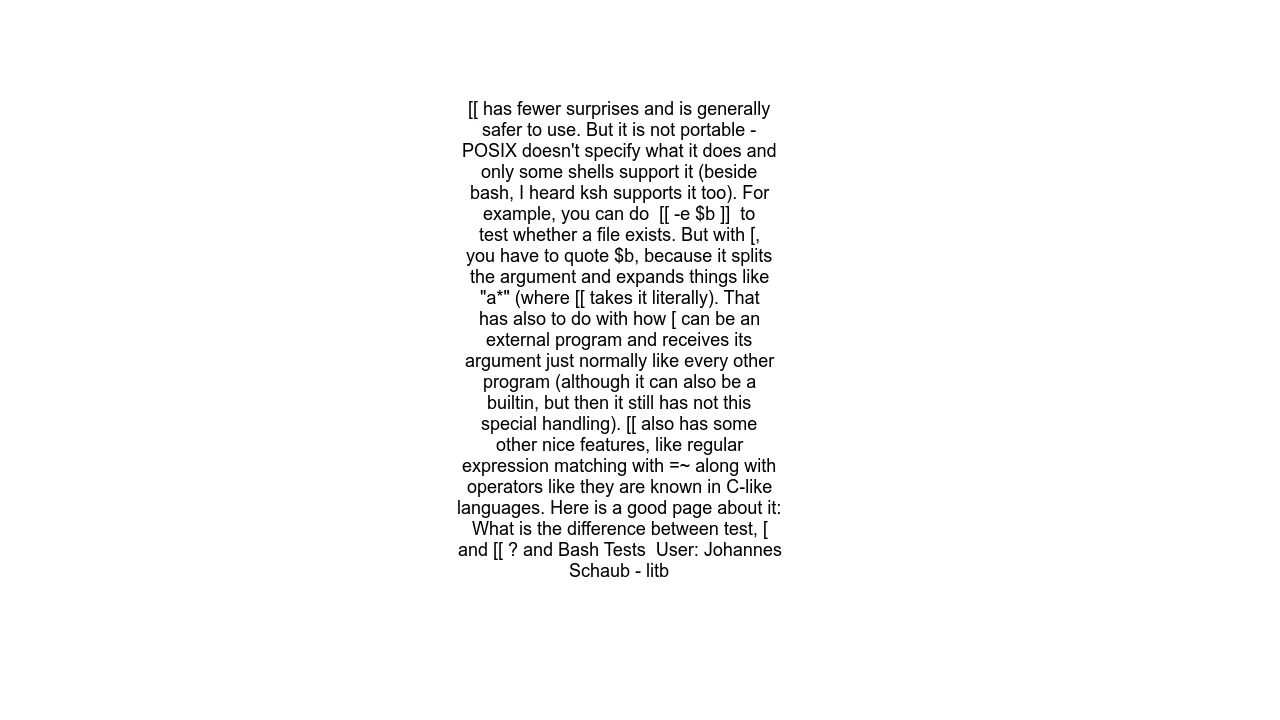 [[ has fewer surprises and is generally
safer to use. But it is not portable -
POSIX doesn't specify what it does and
only some shells support it (beside
bash, I heard ksh supports it too). For
example, you can do  [[ -e $b ]]  to
test whether a file exists. But with [,
you have to quote $b, because it splits
the argument and expands things like
"a*" (where [[ takes it literally). That
has also to do with how [ can be an
external program and receives its
argument just normally like every other
program (although it can also be a
builtin, but then it still has not this
special handling). [[ also has some
other nice features, like regular
expression matching with =~ along with
operators like they are known in C-like
languages. Here is a good page about it:
What is the difference between test, [
and [[ ? and Bash Tests  User: Johannes
Schaub - litb